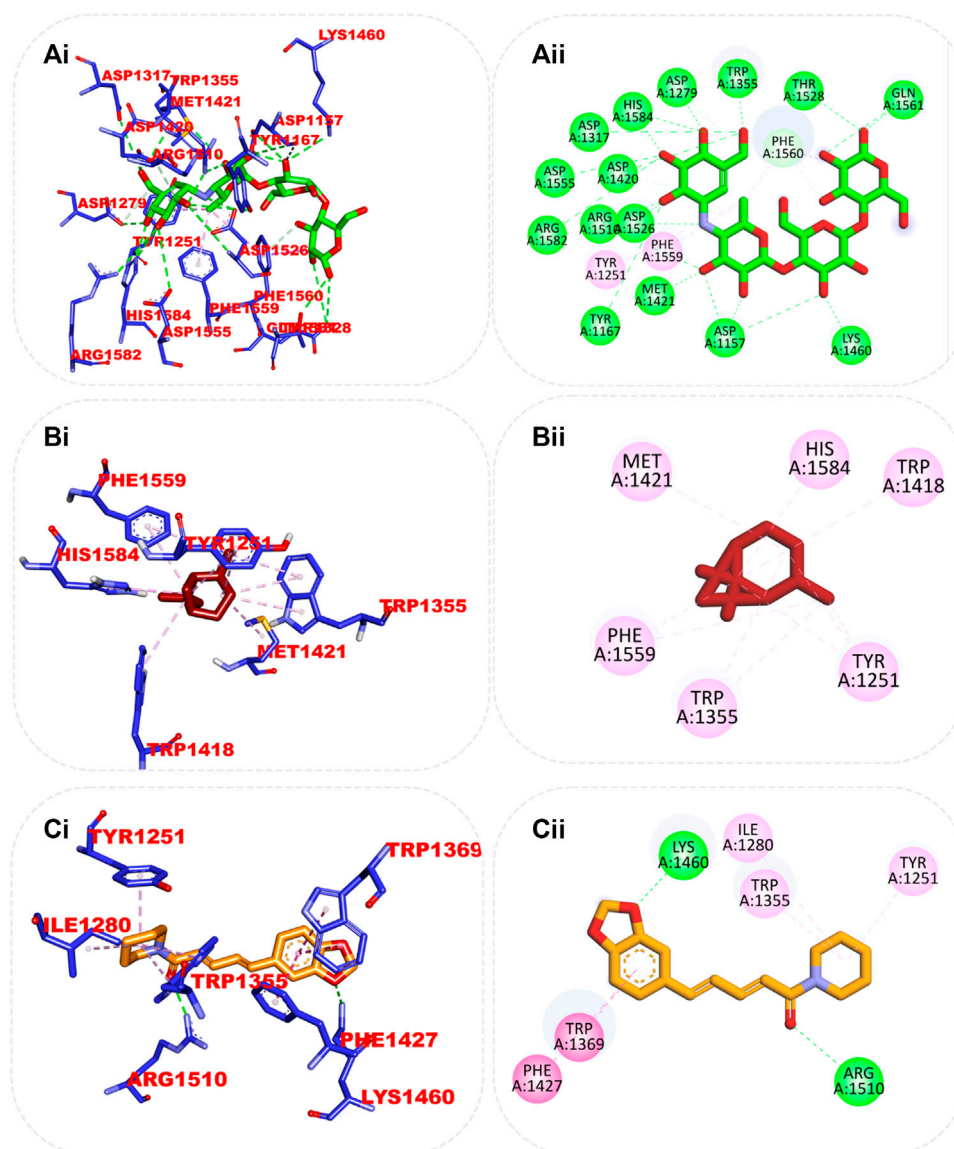 Ai
LYS1460
ASP1317
TRP1355
MET1421
ASP1157
ASP1420
TYR1167
ARG1510
ASP1279
TYR1251
ASP1526
PHE1560
HIS1584
PHE1559
ASP1555
ARG1582
Aii
ASP
A:1279
TRP
A:1355
THR
A:1528
GLN
A:1561
HIS
A:1584
ASP
A:1317
PHE
A:1560
ASP
A:1555
ASP
A:1420
ARG
A:1582
ARG
A:1510
ASP
A:1526
PHE
A:1559
TYR
A:1251
MET
A:1421
TYR
A:1167
ASP
A:1157
LYS
A:1460
Bi
PHE1559
TYR1251
HIS1584
TRP1355
MET1421
TRP1418
Bii
MET
A:1421
HIS
A:1584
TRP
A:1418
PHE
A:1559
TYR
A:1251
TRP
A:1355
Ci
TYR1251
TRP1369
ILE1280
TRP1355
PHE1427
ARG1510
LYS1460
Cii
LYS
A:1460
ILE
A:1280
TRP
A:1355
TYR
A:1251
TRP
A:1369
PHE
A:1427
ARG
A:1510